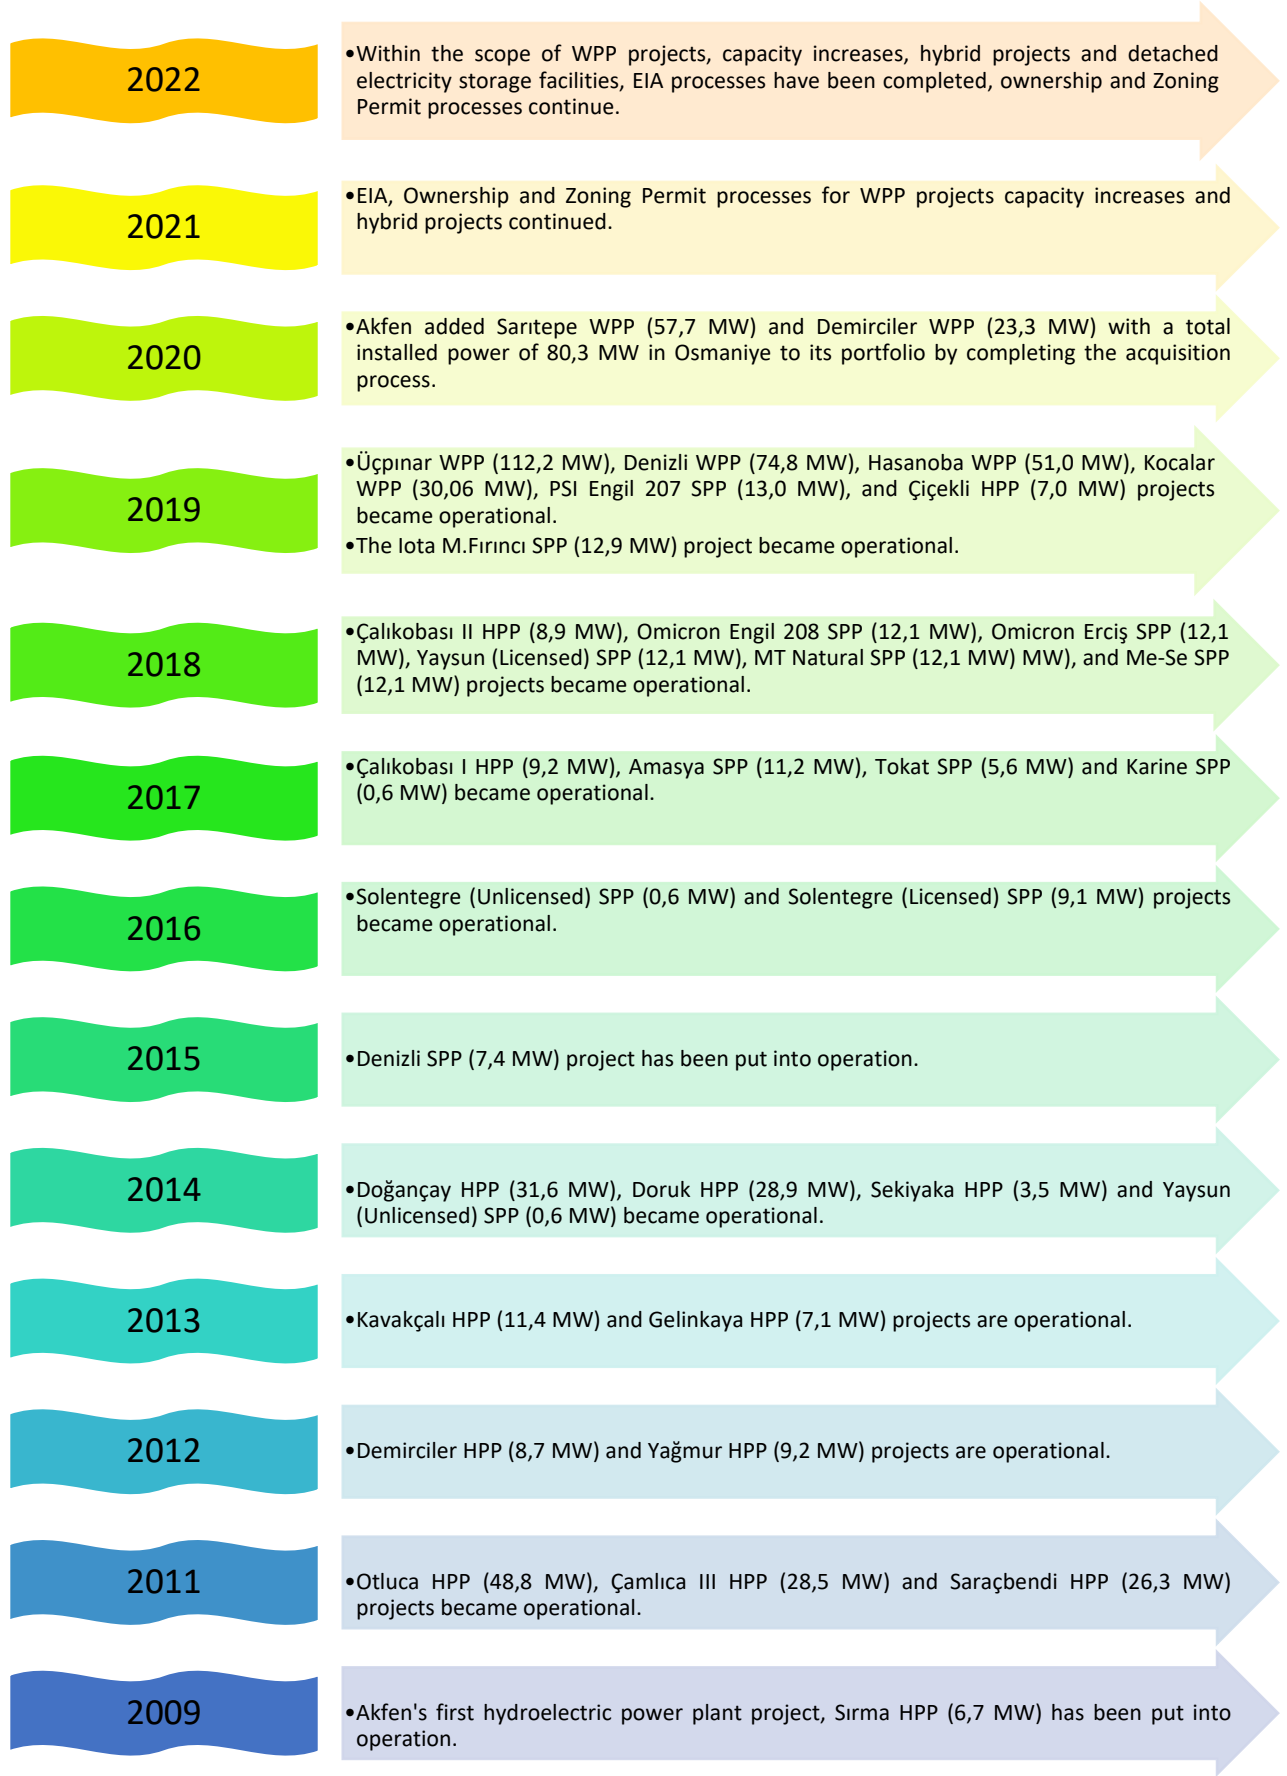 2022
•Within the scope of WPP projects, capacity increases, hybrid projects and detached
electricity storage facilities, EIA processes have been completed, ownership and Zoning
Permit processes continue.
2021
•EIA, Ownership and Zoning Permit processes for WPP projects capacity increases and
hybrid projects continued.
2020
•Akfen added Sarıtepe WPP (57,7 MW) and Demirciler WPP (23,3 MW) with a total
installed power of 80,3 MW in Osmaniye to its portfolio by completing the acquisition
process.
2019
•Üçpınar WPP (112,2 MW), Denizli WPP (74,8 MW), Hasanoba WPP (51,0 MW), Kocalar
WPP (30,06 MW), PSI Engil 207 SPP (13,0 MW), and Çiçekli HPP (7,0 MW) projects
became operational.
•The Iota M.Fırıncı SPP (12,9 MW) project became operational.
2018
•Çalıkobası II HPP (8,9 MW), Omicron Engil 208 SPP (12,1 MW), Omicron Erciş SPP (12,1
MW), Yaysun (Licensed) SPP (12,1 MW), MT Natural SPP (12,1 MW) MW), and Me-Se SPP
(12,1 MW) projects became operational.
2017
•Çalıkobası I HPP (9,2 MW), Amasya SPP (11,2 MW), Tokat SPP (5,6 MW) and Karine SPP
(0,6 MW) became operational.
2016
•Solentegre (Unlicensed) SPP (0,6 MW) and Solentegre (Licensed) SPP (9,1 MW) projects
became operational.
2015
•Denizli SPP (7,4 MW) project has been put into operation.
2014
•Doğançay HPP (31,6 MW), Doruk HPP (28,9 MW), Sekiyaka HPP (3,5 MW) and Yaysun
(Unlicensed) SPP (0,6 MW) became operational.
2013
•Kavakçalı HPP (11,4 MW) and Gelinkaya HPP (7,1 MW) projects are operational.
2012
•Demirciler HPP (8,7 MW) and Yağmur HPP (9,2 MW) projects are operational.
2011
•Otluca HPP (48,8 MW), Çamlıca III HPP (28,5 MW) and Saraçbendi HPP (26,3 MW)
projects became operational.
2009
•Akfen's first hydroelectric power plant project, Sırma HPP (6,7 MW) has been put into
operation.